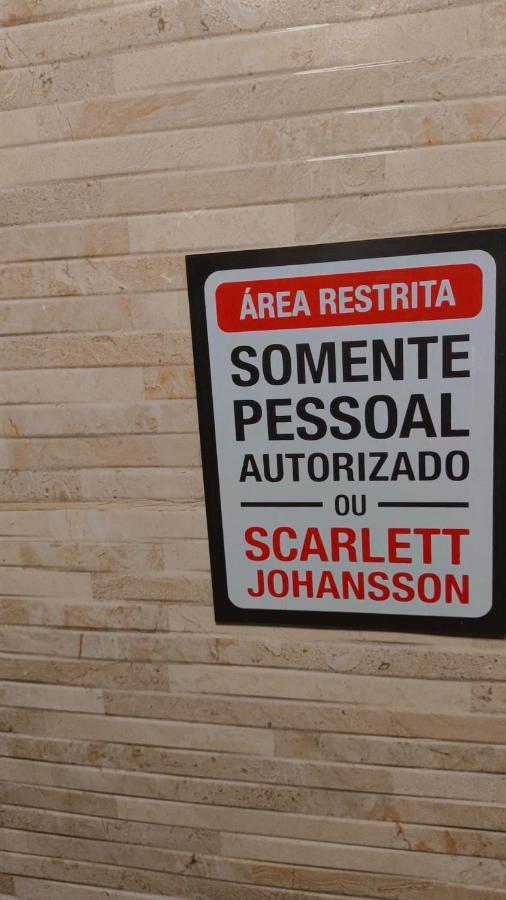 ÁREA RESTRITA
SOMENTE
PESSOAL
AUTORIZADO
OU
SCARLETT
JOHANSSON